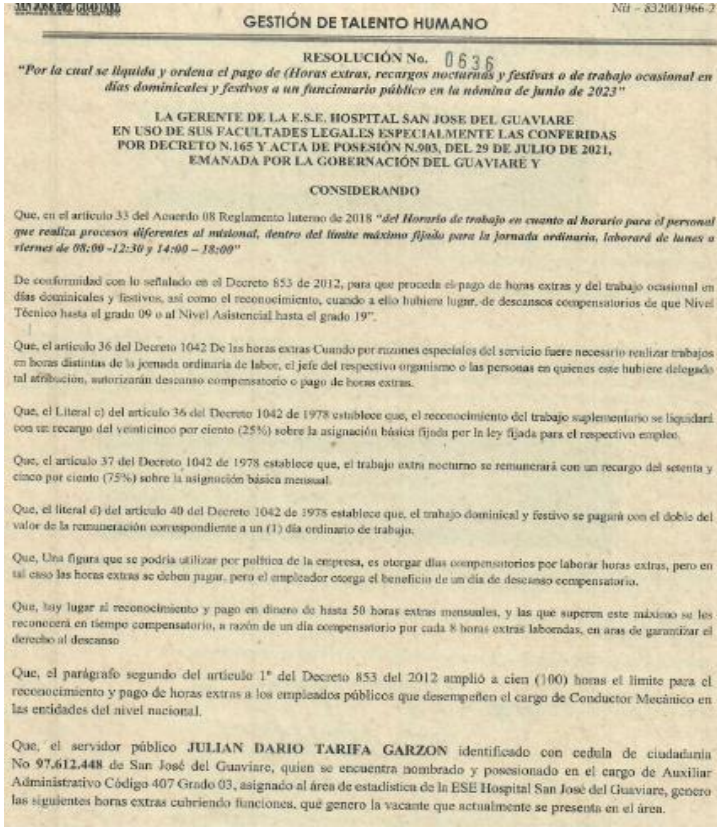 SAN JOSE DEL GUAVIARE
Nit – 832001966-2
GESTIÓN DE TALENTO HUMANO
RESOLUCIÓN No. 0636
"Por la cual se liquida y ordena el pago de (Horas extras, recargos nocturnas y festivas o de trabajo ocasional en
días dominicales y festivos a un funcionario público en la nómina de junio de 2023"
LA GERENTE DE LA E.S.E. HOSPITAL SAN JOSE DEL GUAVIARE
EN USO DE SUS FACULTADES LEGALES ESPECIALMENTE LAS CONFERIDAS
POR DECRETO N.165 Y ACTA DE POSESIÓN N.903, DEL 29 DE JULIO DE 2021,
EMANADA POR LA GOBERNACIÓN DEL GUAVIARE Y
CONSIDERANDO
Que, en el artículo 33 del Acuerdo 08 Reglamento Interno de 2018 "del Horario de trabajo en cuanto al horario para el personal
que realiza procesos diferentes al misional, dentro del límite máximo fijado para la jornada ordinaria, laborará de lunes a
viernes de 08:00 -12:30 y 14:00 – 18:00"
De conformidad con lo señalado en el Decreto 853 de 2012, para que proceda el pago de horas extras y del trabajo ocasional en
días dominicales y festivos, así como el reconocimiento, cuando a ello hubiere lugar, de descansos compensatorios de que Nivel
Técnico hasta el grado 09 o al Nivel Asistencial hasta el grado 19".
Que, el artículo 36 del Decreto 1042 De las horas extras Cuando por razones especiales del servicio fuere necesario realizar trabajos
en horas distintas de la jornada ordinaria de labor, el jefe del respectivo organismo o las personas en quienes este hubiere delegado
tal atribución, autorizarán descanso compensatorio o pago de horas extras.
Que, el Literal c) del artículo 36 del Decreto 1042 de 1978 establece que, el reconocimiento del trabajo suplementario se liquidará
con un recargo del veinticinco por ciento (25%) sobre la asignación básica fijada por la ley fijada para el respectivo empleo.
Que, el artículo 37 del Decreto 1042 de 1978 establece que, el trabajo extra nocturno se remunerará con un recargo del setenta y
cinco por ciento (75%) sobre la asignación básica mensual.
Que, el literal d) del artículo 40 del Decreto 1042 de 1978 establece que, el trabajo dominical y festivo se pagará con el doble del
valor de la remuneración correspondiente a un (1) día ordinario de trabajo.
Que, Una figura que se podría utilizar por política de la empresa, es otorgar días compensatorios por laborar horas extras, pero en
tal caso las horas extras se deben pagar, pero el empleador otorga el beneficio de un día de descanso compensatorio.
Que, hay lugar al reconocimiento y pago en dinero de hasta 50 horas extras mensuales, y las que superen este máximo se les
reconocerá en tiempo compensatorio, a razón de un día compensatorio por cada 8 horas extras laboradas, en aras de garantizar el
derecho al descanso
Que, el parágrafo segundo del artículo 1° del Decreto 853 del 2012 amplió a cien (100) horas el límite para el
reconocimiento y pago de horas extras a los empleados públicos que desempeñen el cargo de Conductor Mecánico en
las entidades del nivel nacional.
Que, el servidor público JULIAN DARIO TARIFA GARZON identificado con cedula de ciudadanía
No 97.612.448 de San José del Guaviare, quien se encuentra nombrado y posesionado en el cargo de Auxiliar
Administrativo Código 407 Grado 03, asignado al área de estadística de la ESE Hospital San José del Guaviare, genero
las siguientes horas extras cubriendo funciones, que genero la vacante que actualmente se presenta en el área.